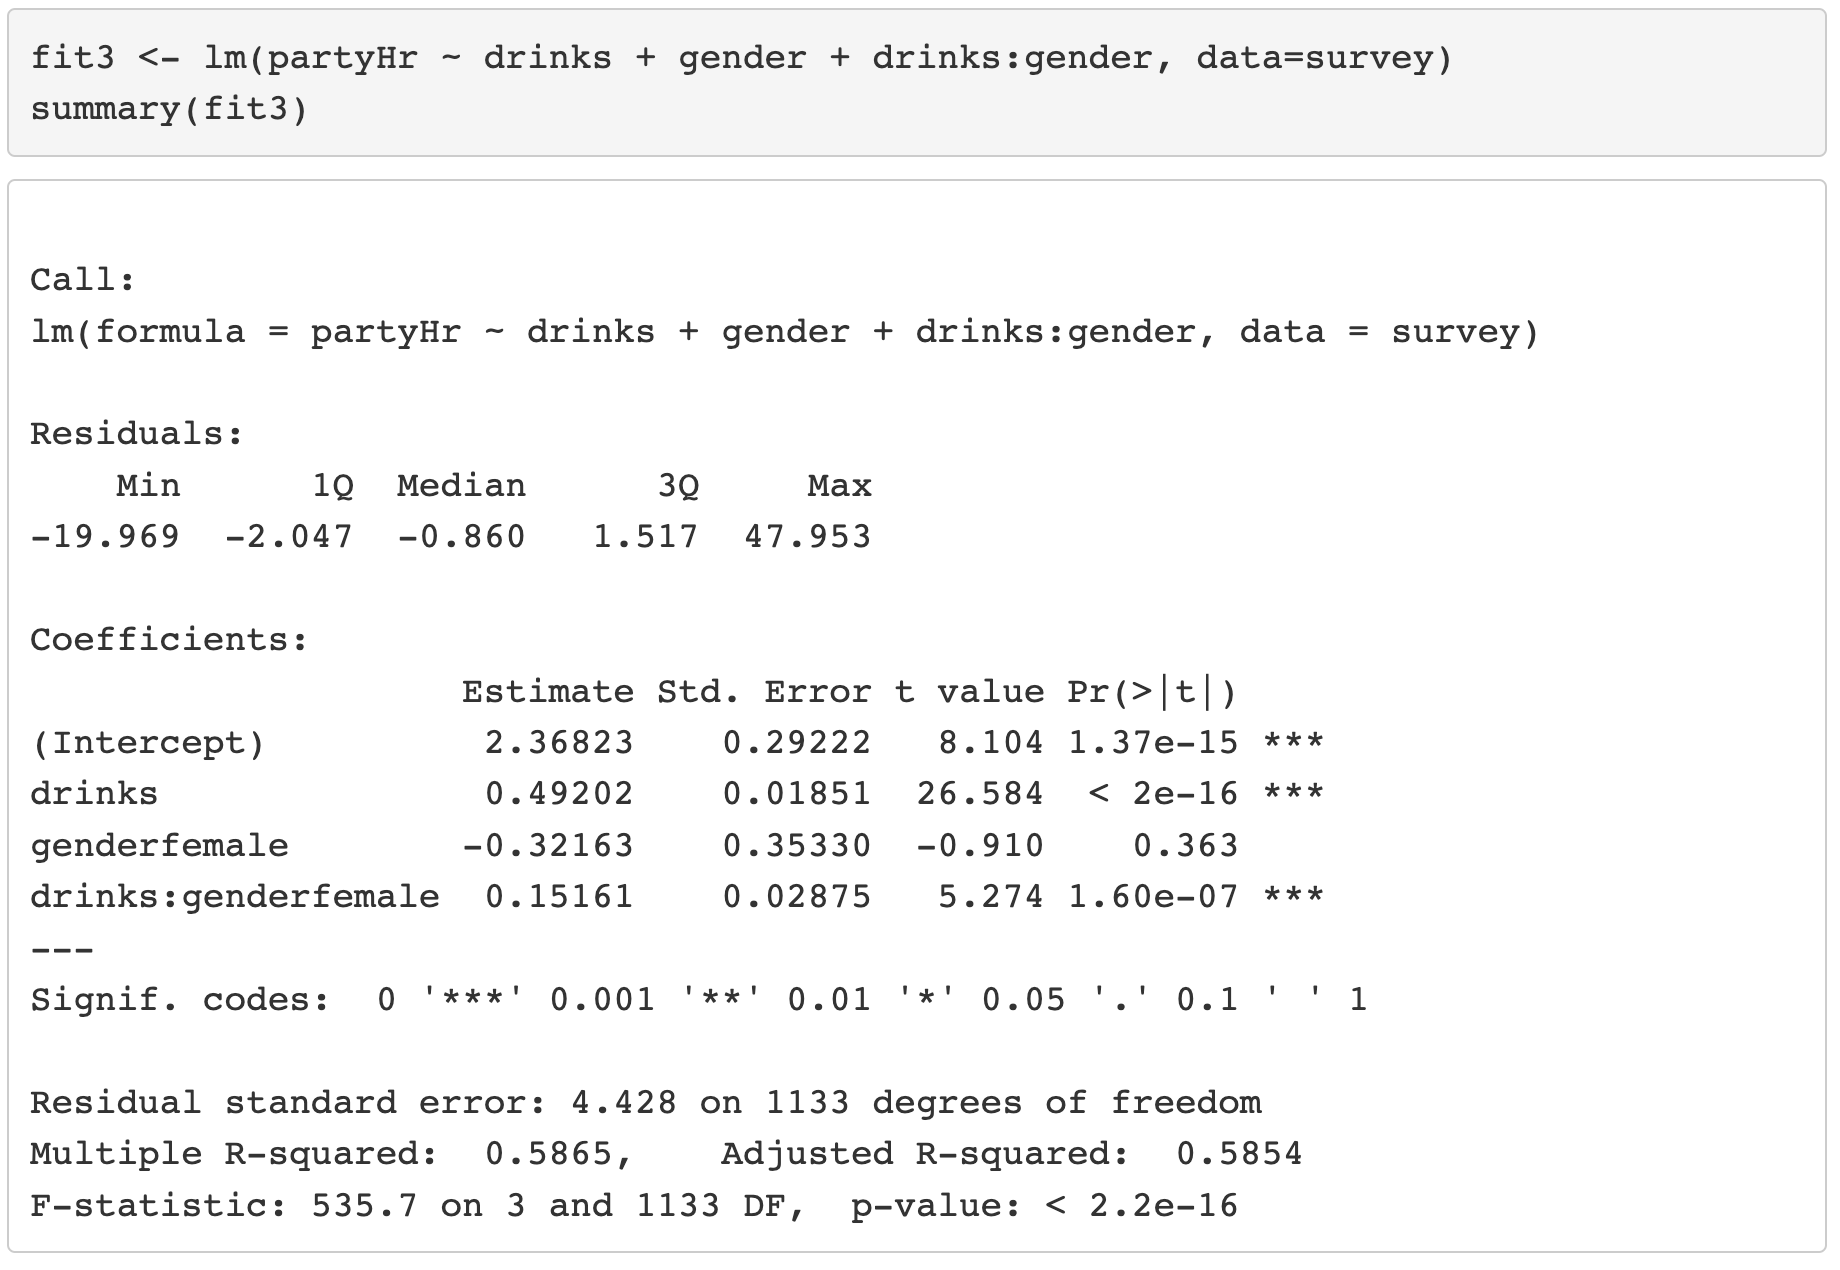 fit3 <- lm(partyHr ~ drinks + gender + drinks:gender, data=survey)
summary(fit3)
Call:
lm(formula = partyHr ~ drinks + gender + drinks:gender, data = survey)
Residuals:
    Min      1Q  Median      3Q     Max
-19.969  -2.047  -0.860   1.517  47.953
Coefficients:
                    Estimate Std. Error t value Pr(>|t|)
(Intercept)          2.36823    0.29222   8.104 1.37e-15 ***
drinks               0.49202    0.01851  26.584  < 2e-16 ***
genderfemale        -0.32163    0.35330  -0.910    0.363
drinks:genderfemale  0.15161    0.02875   5.274 1.60e-07 ***
---
Signif. codes:  0 '***' 0.001 '**' 0.01 '*' 0.05 '.' 0.1 ' ' 1
Residual standard error: 4.428 on 1133 degrees of freedom
Multiple R-squared:  0.5865,    Adjusted R-squared:  0.5854
F-statistic: 535.7 on 3 and 1133 DF,  p-value: < 2.2e-16